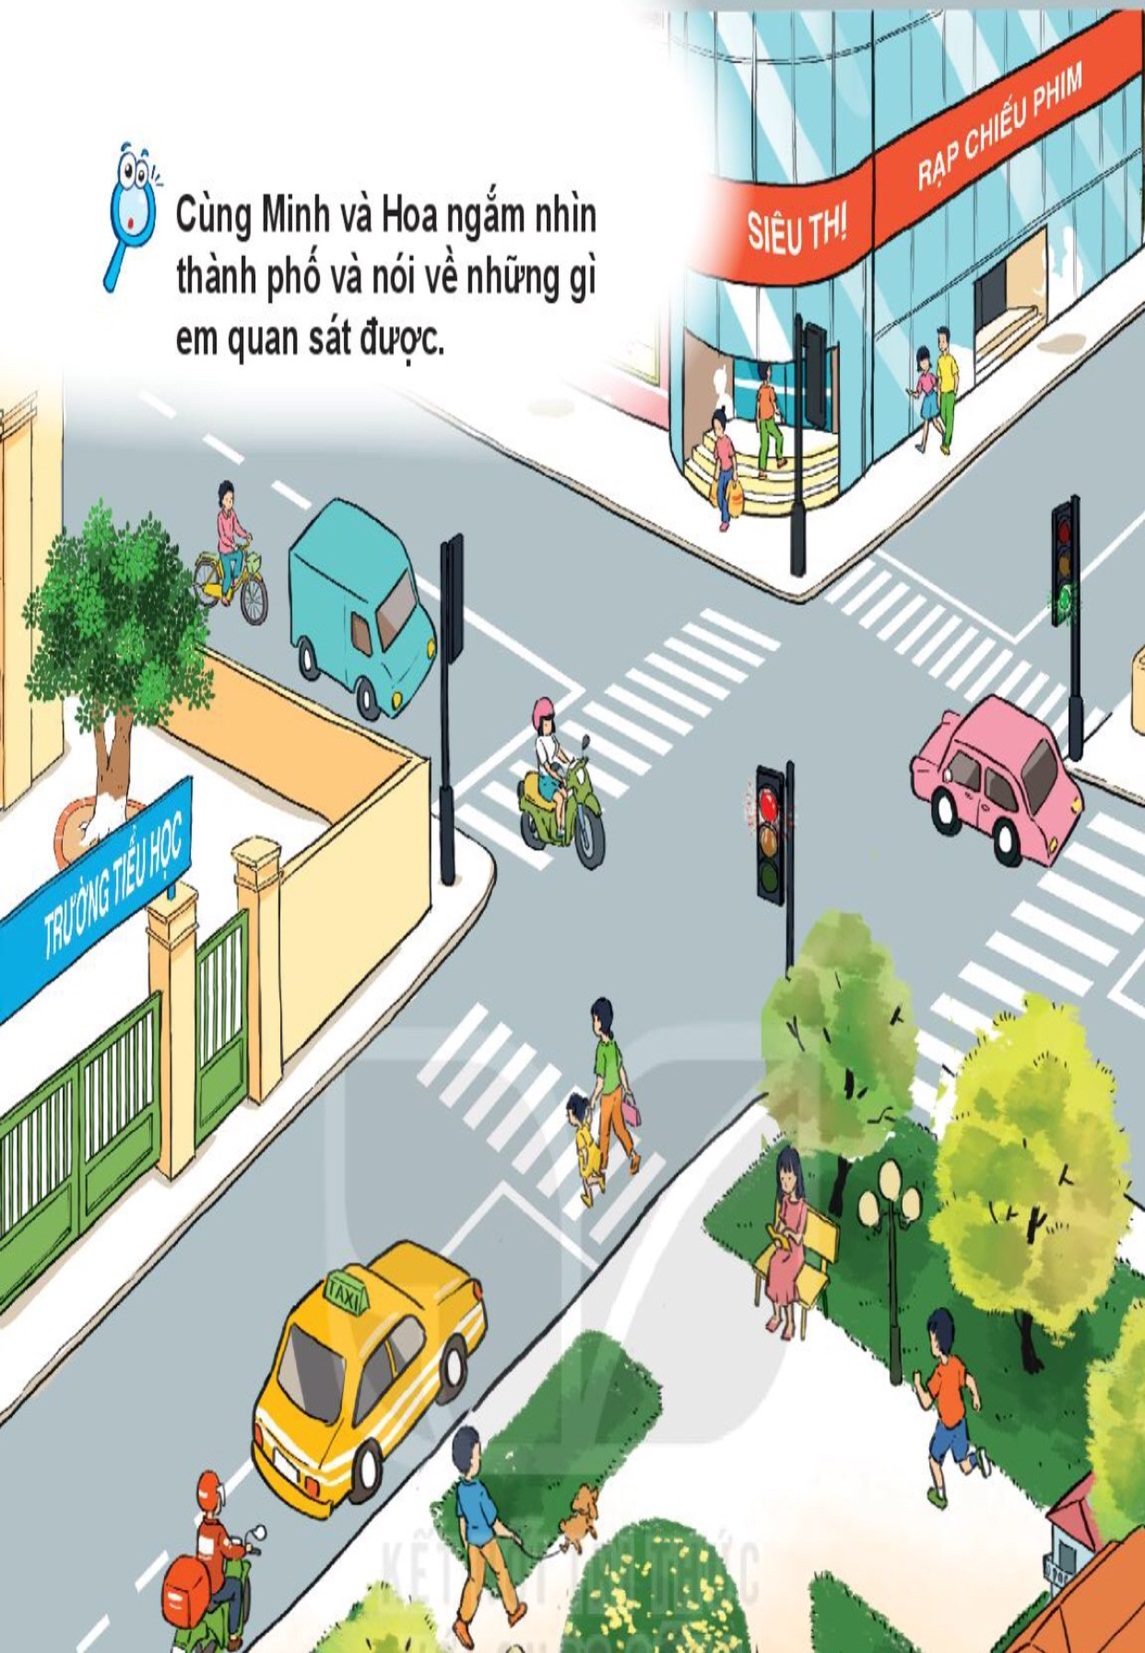 RẠP CHIẾU PHIM
SIÊU THỊ
Cùng Minh và Hoa ngắm nhìn
thành phố và nói về những gì
em quan sát được.
TRƯỜNG TIỂU HỌC
TAXI